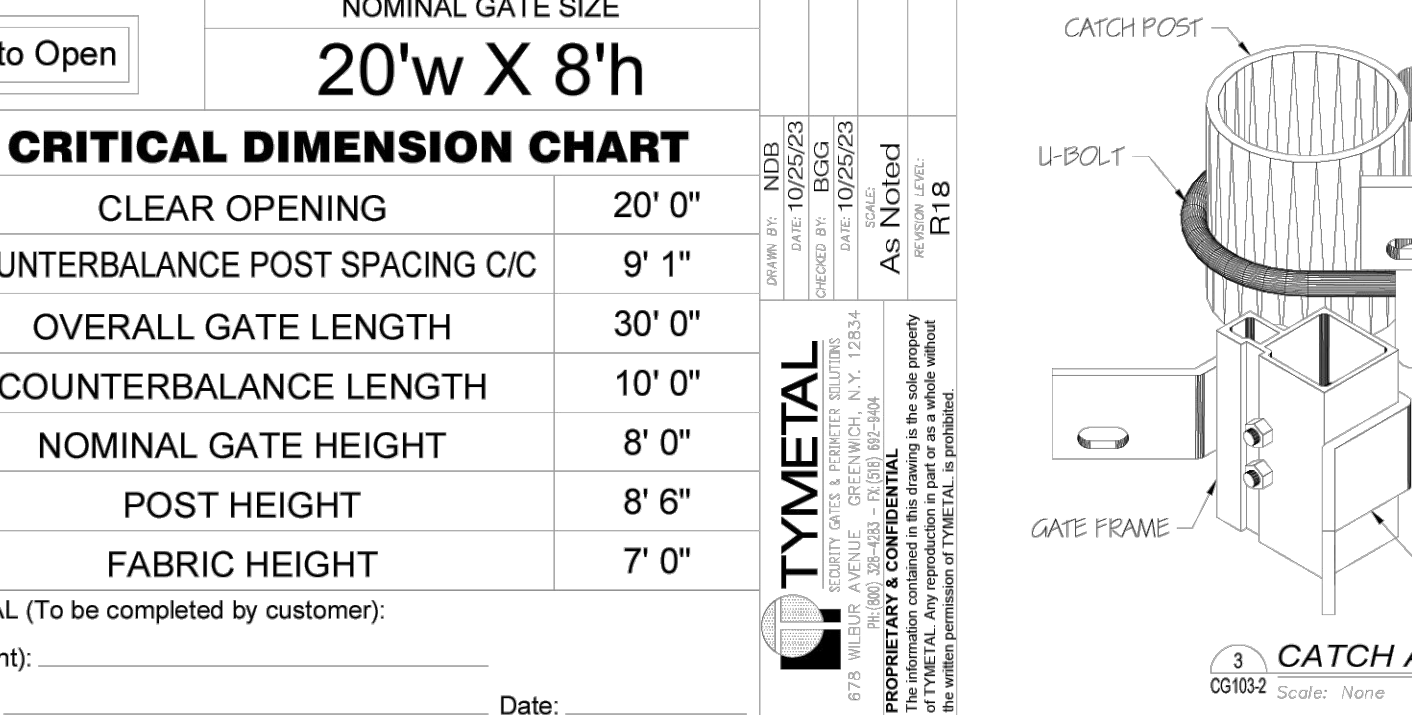 NOMINAL GATE SIZE
to Open
20'w X 8'h
CRITICAL DIMENSION CHART
CLEAR OPENING 20' 0"
UNTERBALANCE POST SPACING C/C 9' 1"
OVERALL GATE LENGTH 30' 0"
COUNTERBALANCE LENGTH 10' 0"
NOMINAL GATE HEIGHT 8' 0"
POST HEIGHT 8' 6"
FABRIC HEIGHT 7' 0"
AL (To be completed by customer):
nt):
Date:
DRAWN BY: NDB
DATE: 10/25/23
CHECKED BY: BGG
DATE: 10/25/23
SCALE:
As Noted
REVISION LEVEL:
R18
TYMETAL
SECURITY GATES & PERIMETER SOLUTIONS
678 WILBUR AVENUE GREENWICH, N.Y. 12834
PH:(800) 328-4283 - FX:(518) 692-9404
PROPRIETARY & CONFIDENTIAL
The information contained in this drawing is the sole property
of TYMETAL. Any reproduction in part or as a whole without
the written permission of TYMETAL. is prohibited.
CATCH POST
U-BOLT
GATE FRAME
3
CG103-2
CATCH A
Scale: None